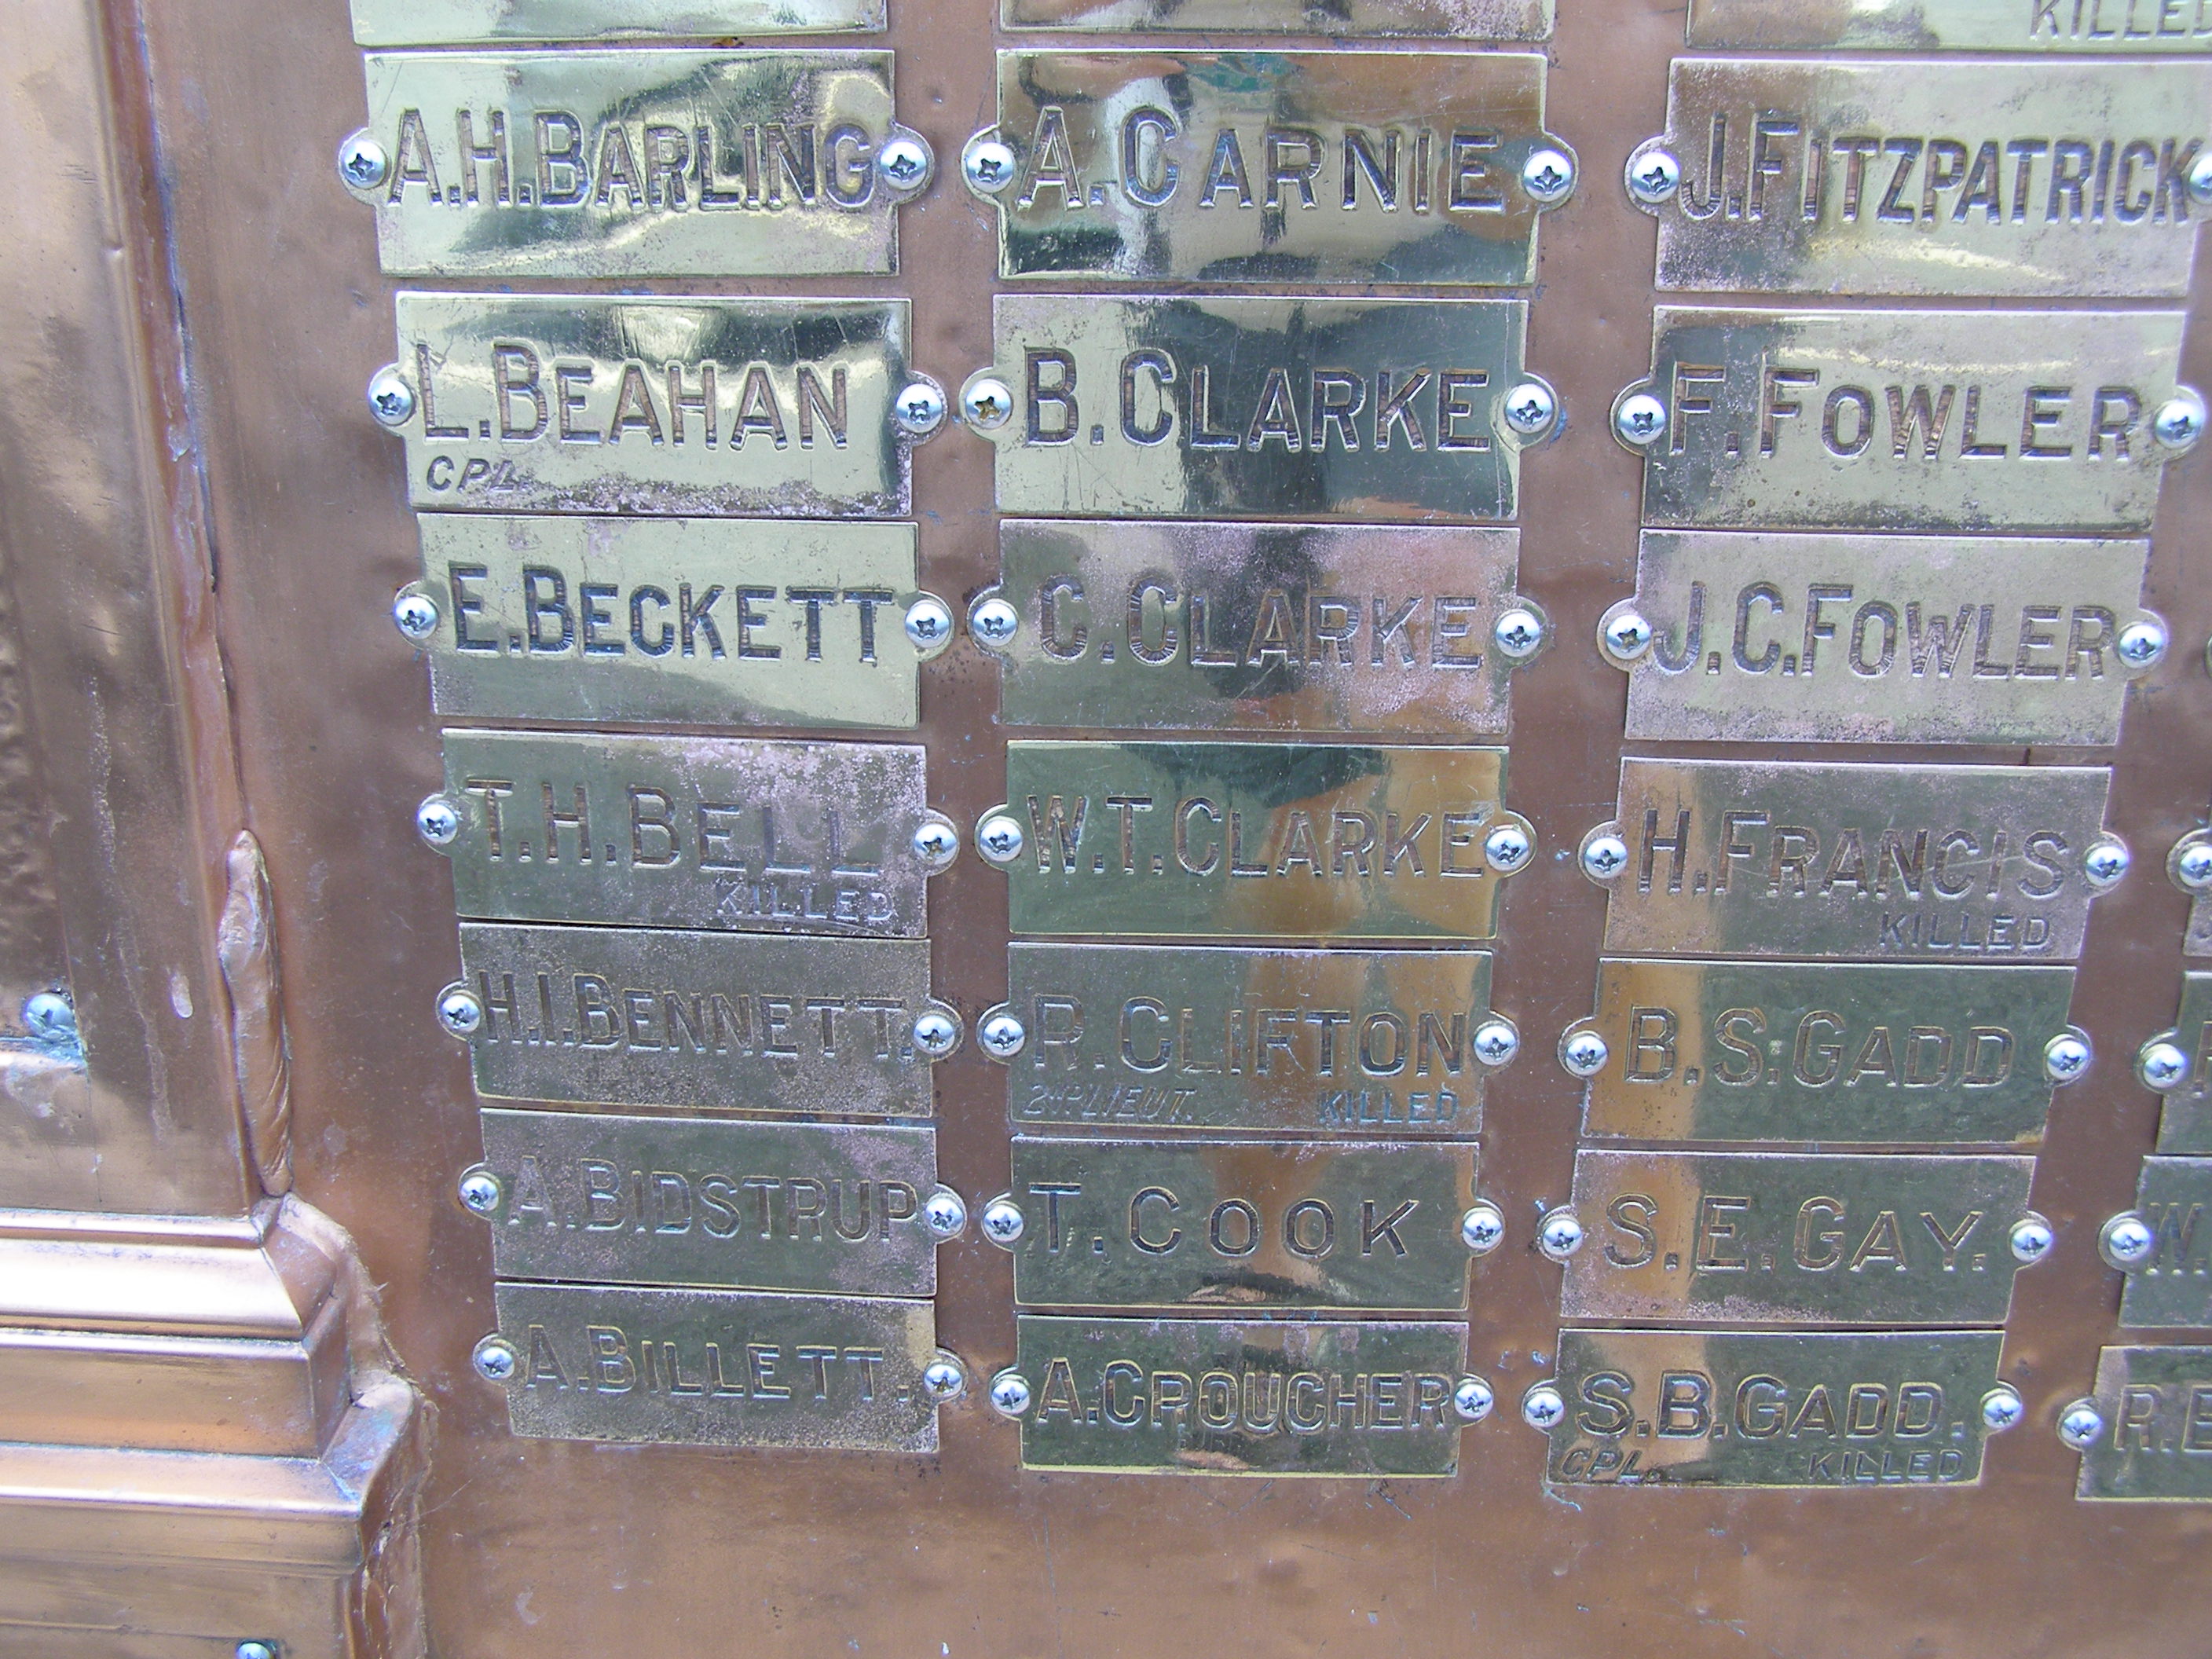 A.H.BARLING
L.BEAHAN
CPL.
E.BECKETT
T.H.BELL
KILLED
H.I.BENNETT.
A.BIDSTRUP
A.BILLETT.
A.CARNIE
B.CLARKE
C.CLARKE
W.T.CLARKE
R.CLIFTON
2ND LIEUT. KILLED
T.COOK
A.CROUCHER
KILLED
J.FITZPATRICK
F.FOWLER
J.C.FOWLER
H.FRANCIS
KILLED
B.S.GADD
S.E.GAY.
S.B.GADD.
CPL. KILLED